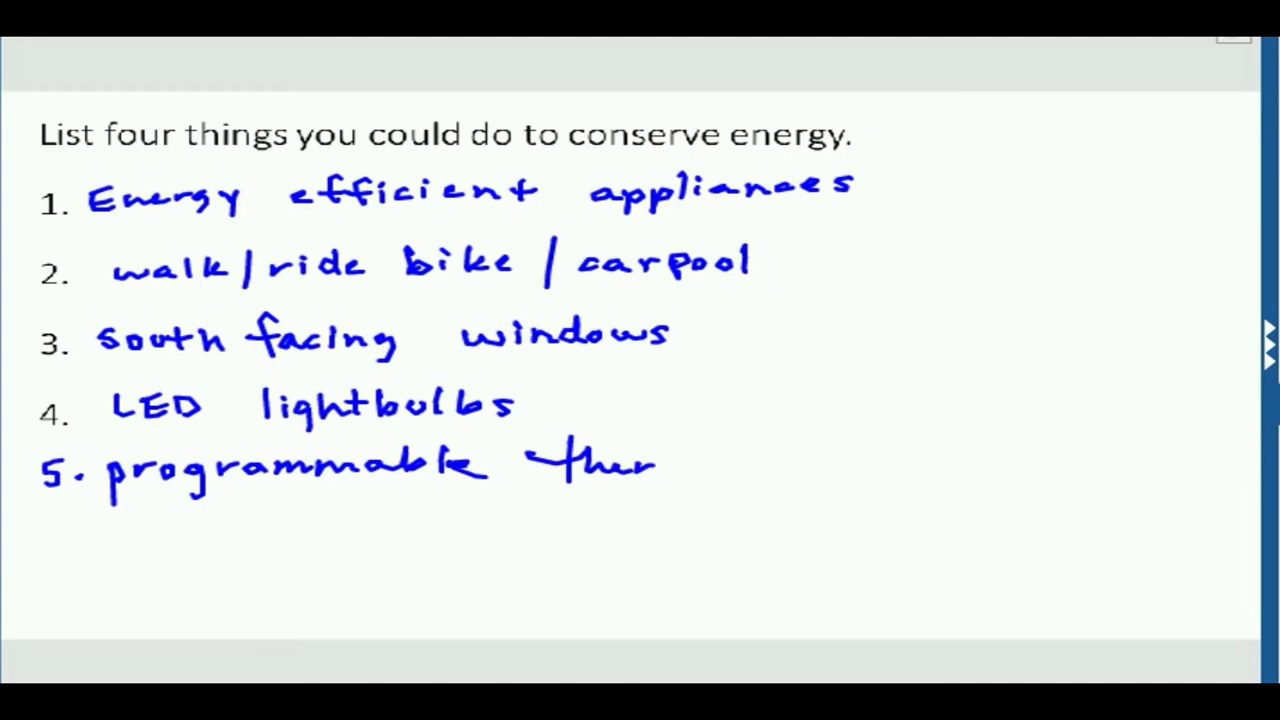 List four things you could do to conserve energy.
1. Energy efficient appliances
2. walk/ride bike / carpool
3. south facing windows
4. LED lightbulbs
5. programmable ther